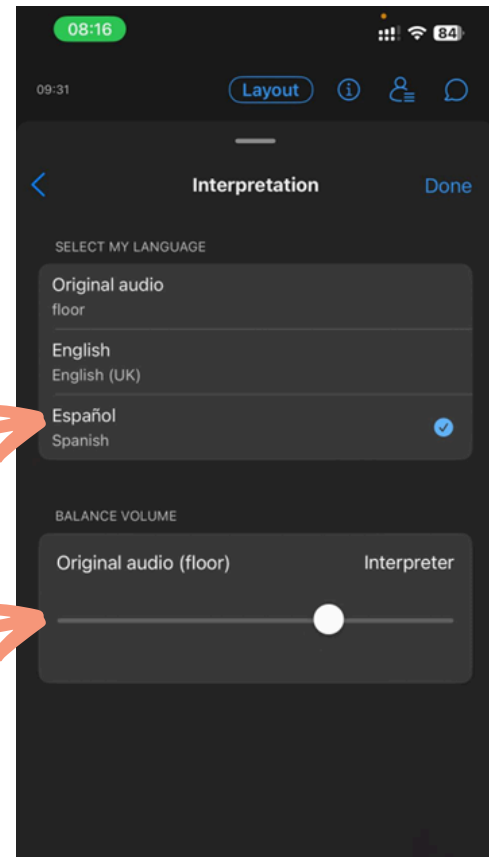 08:16
84
09:31 Layout
Interpretation Done
SELECT MY LANGUAGE
Original audio
floor
English
English (UK)
Español
Spanish
BALANCE VOLUME
Original audio (floor) Interpreter